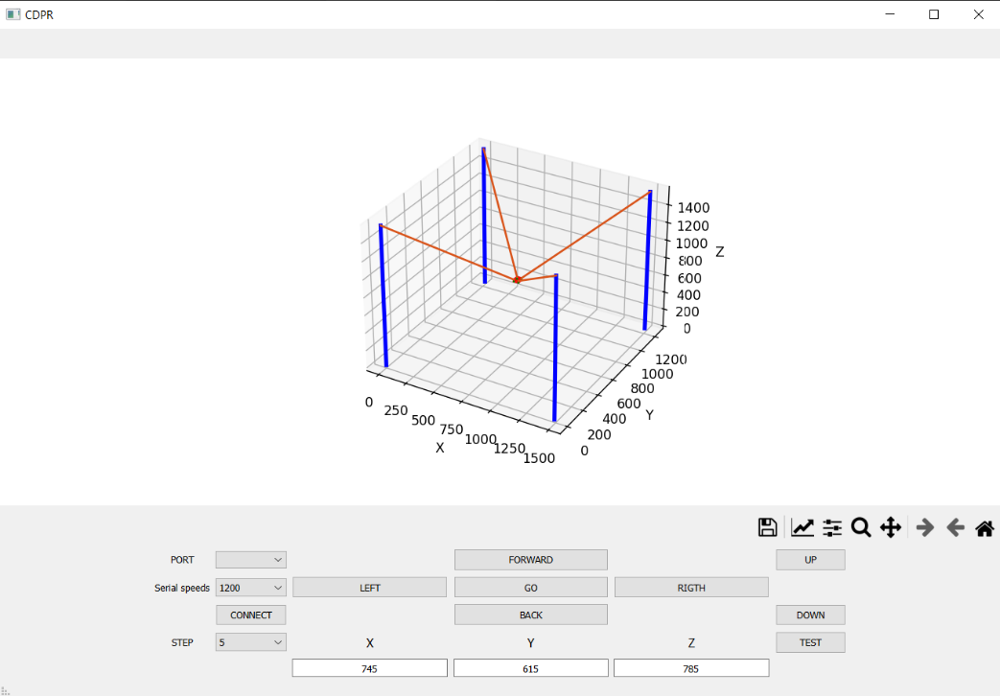 CDPR
1400
1200
1000
800
600
400
200
0
Z
1200
1000
800
600
400
200
0
Y
0
250
500
750
1000
1250
1500
X
PORT FORWARD UP
Serial speeds 1200 LEFT GO RIGTH
CONNECT BACK DOWN
STEP 5 X Y Z TEST
745 615 785